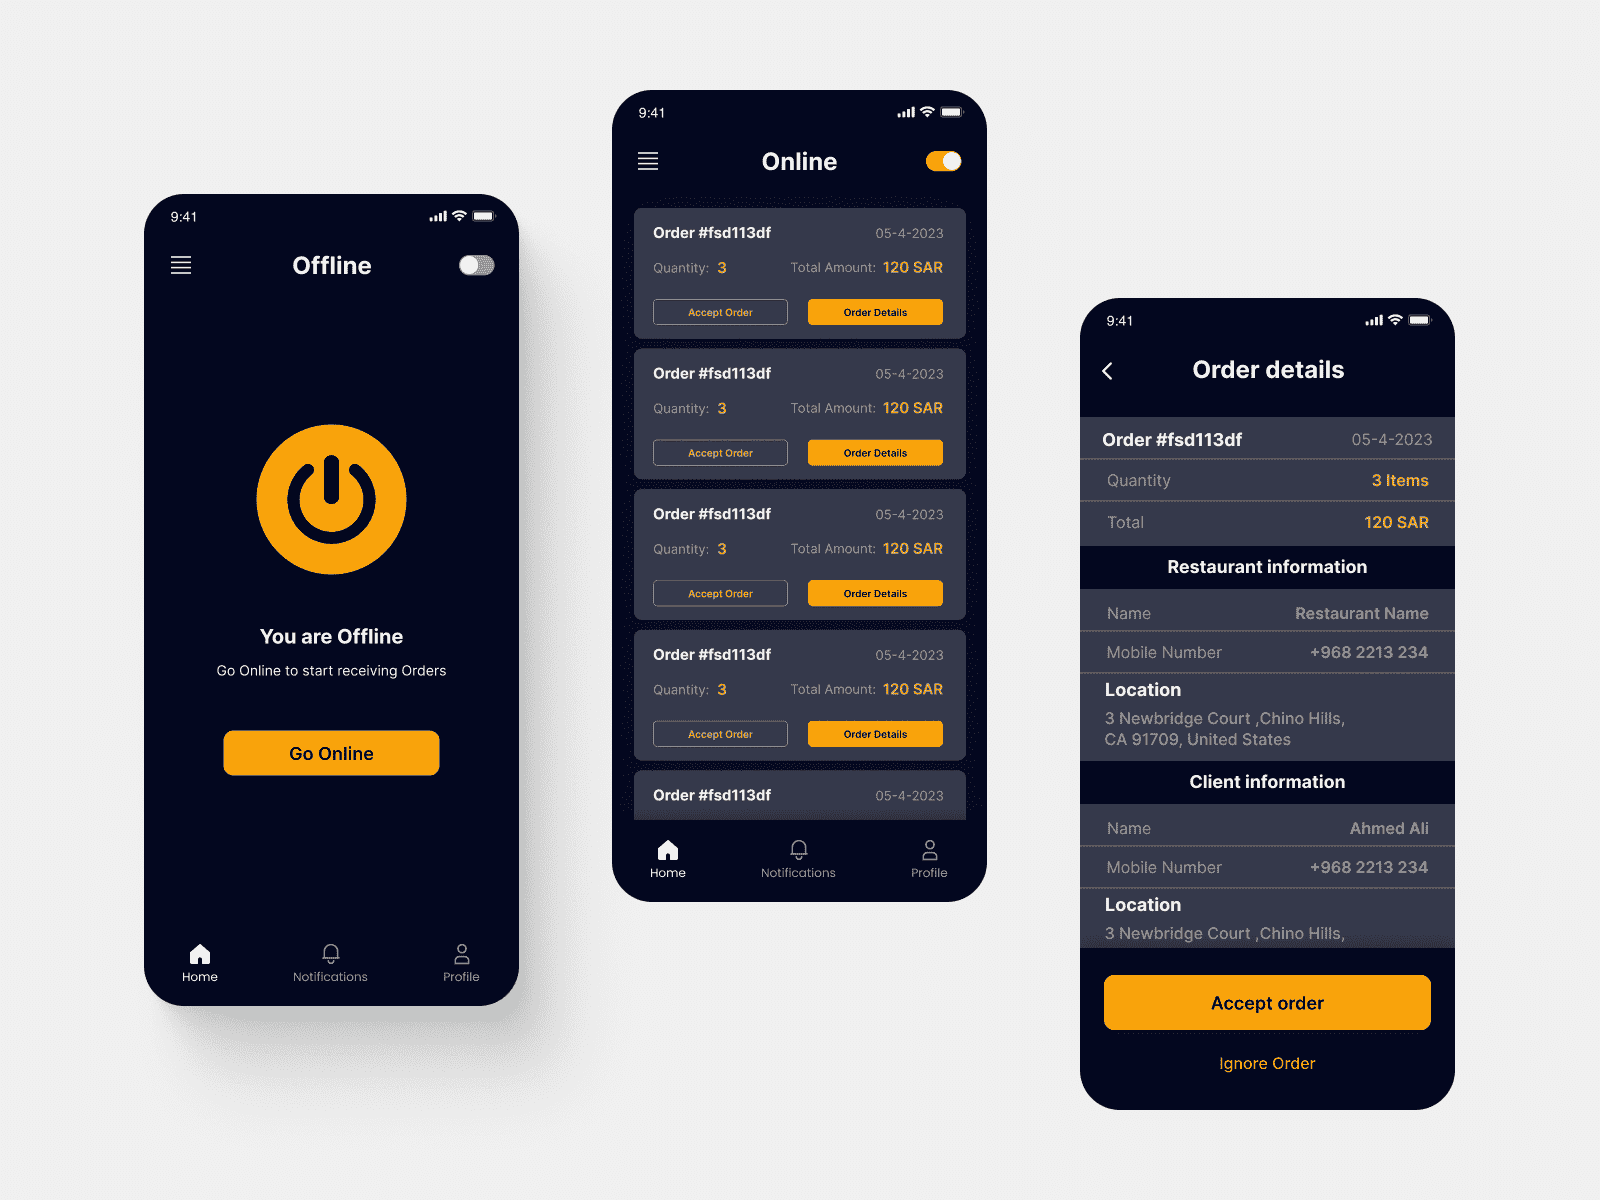 9:41
Offline
You are Offline
Go Online to start receiving Orders
Go Online
Home Notifications Profile
9:41
Online
Order #fsd113df 05-4-2023
Quantity: 3 Total Amount: 120 SAR
Accept Order Order Details
Order #fsd113df 05-4-2023
Quantity: 3 Total Amount: 120 SAR
Accept Order Order Details
Order #fsd113df 05-4-2023
Quantity: 3 Total Amount: 120 SAR
Accept Order Order Details
Order #fsd113df 05-4-2023
Quantity: 3 Total Amount: 120 SAR
Accept Order Order Details
Order #fsd113df 05-4-2023
Home Notifications Profile
9:41
Order details
Order #fsd113df 05-4-2023
Quantity 3 Items
Total 120 SAR
Restaurant information
Name Restaurant Name
Mobile Number +968 2213 234
Location
3 Newbridge Court ,Chino Hills,
CA 91709, United States
Client information
Name Ahmed Ali
Mobile Number +968 2213 234
Location
3 Newbridge Court ,Chino Hills,
Accept order
Ignore Order